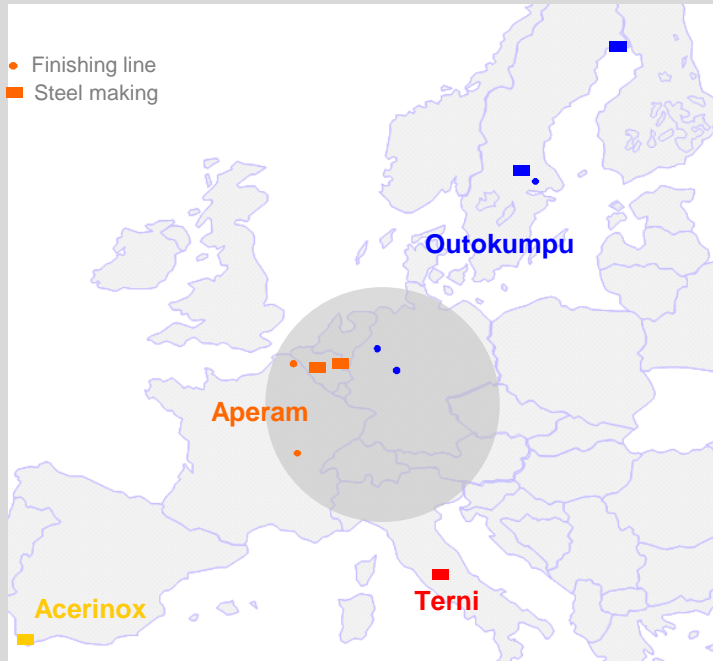 Finishing line
Steel making
Outokumpu
Aperam
Acerinox
Terni